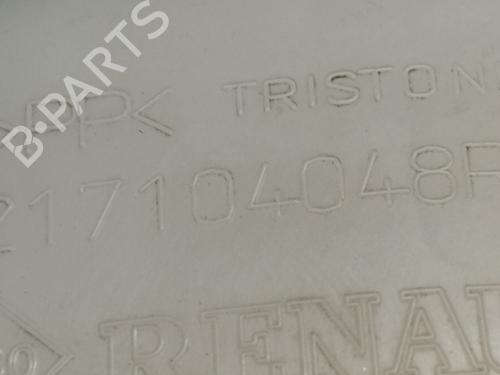 B-PARTS
>PP< TRISTON
217104048R
RENAU